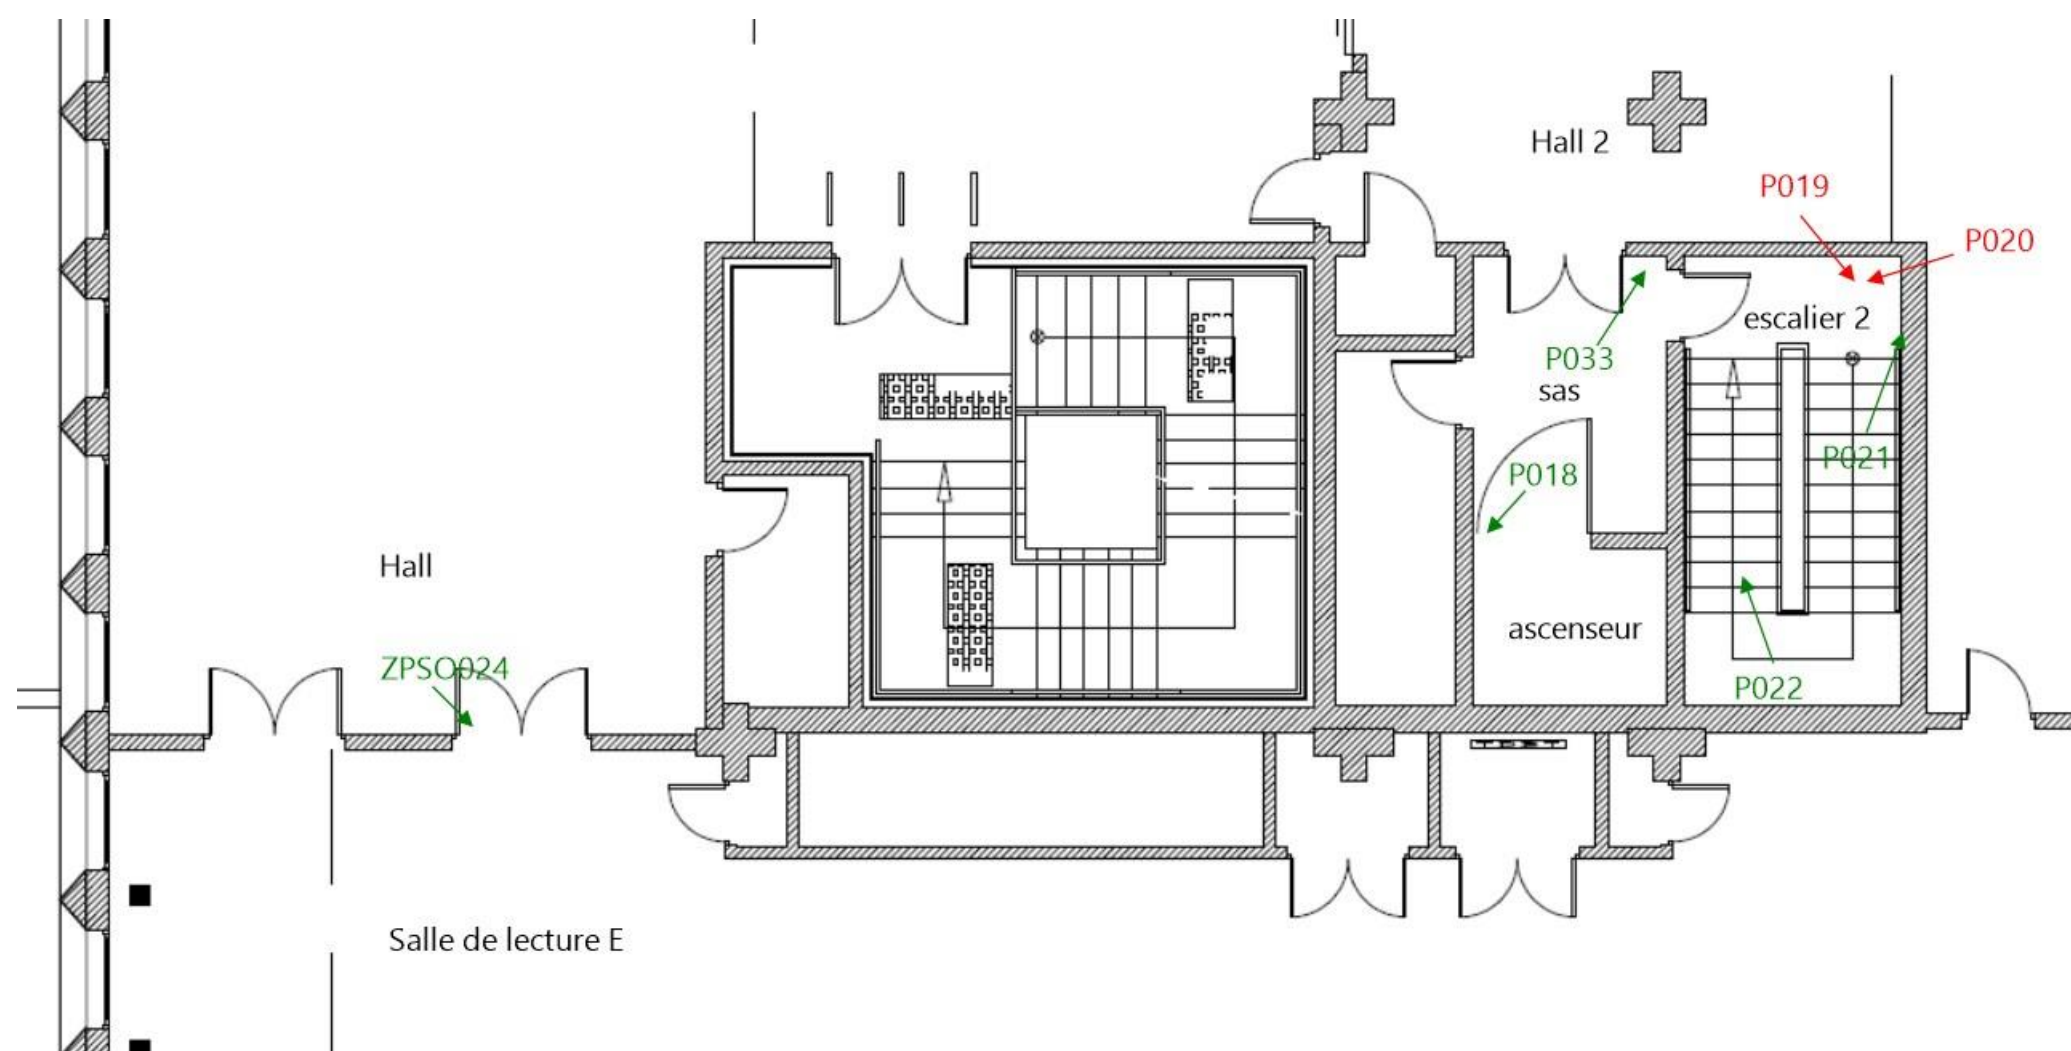 Hall 2
P019
P020
escalier 2
P033
sas
P021
P018
Hall
ascenseur
ZPSO024
P022
Salle de lecture E